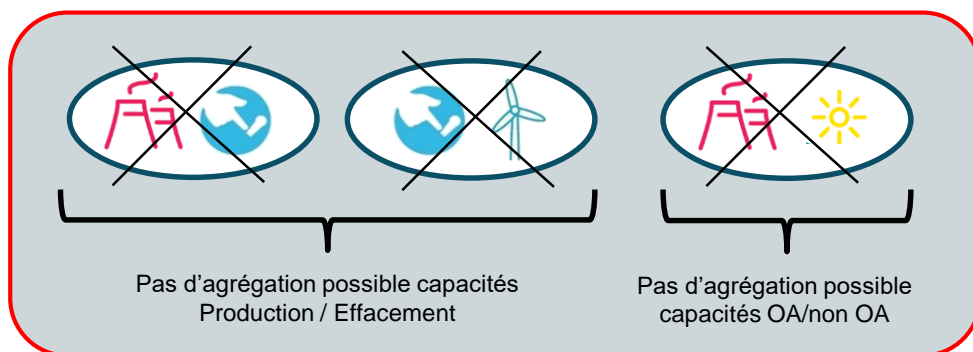 Pas d’agrégation possible capacités
Production / Effacement
Pas d’agrégation possible
capacités OA/non OA